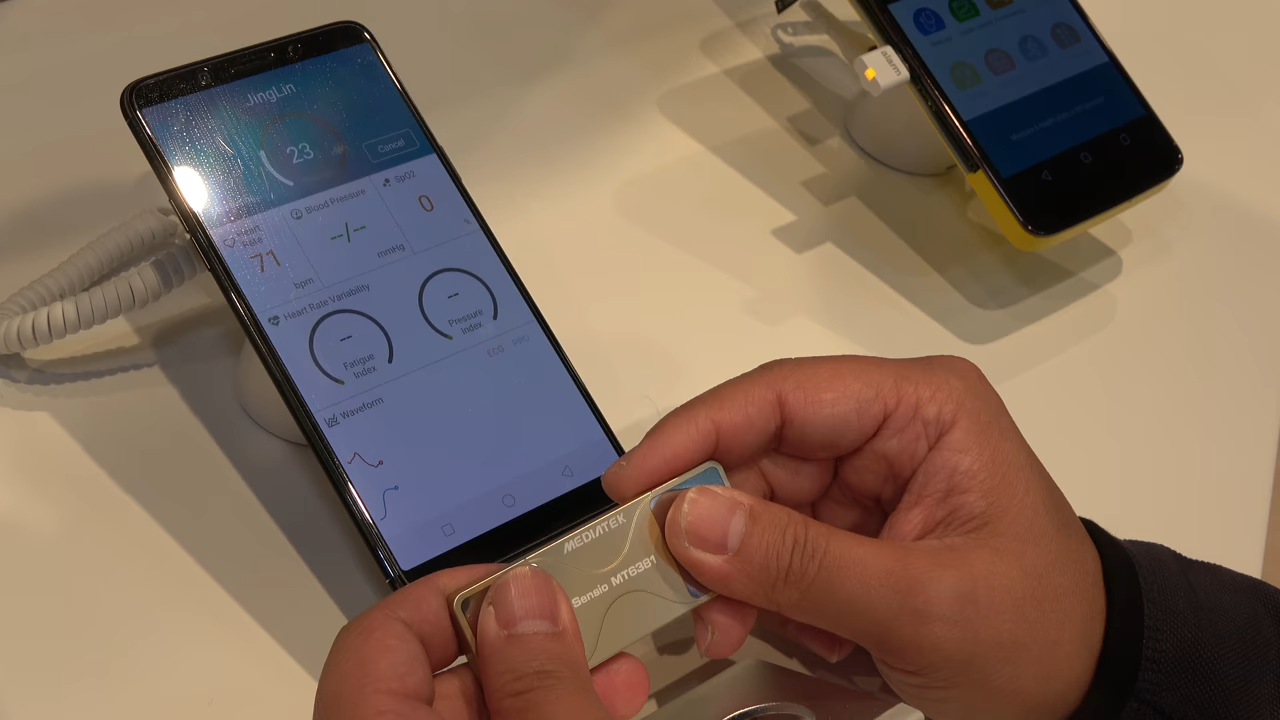 JingLin
23
Cancel
Heart
Rate
71
bpm
Blood Pressure
--/--
mmHg
SpO2
0
%
Heart Rate Variability
--
Fatigue
Index
--
Pressure
Index
ECG PPG
Waveform
MEDIATEK
Sensio MT6381
alarm